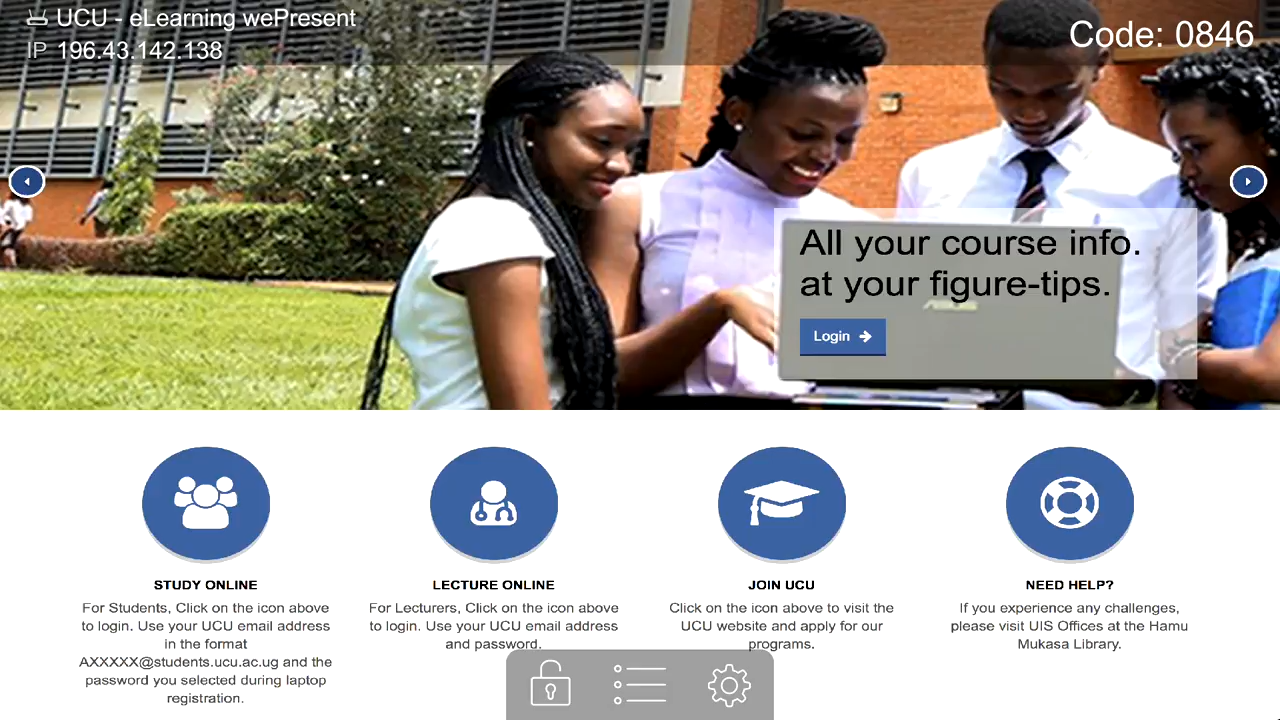 UCU - eLearning wePresent
IP 196.43.142.138
Code: 0846
All your course info.
at your figure-tips.
Login
STUDY ONLINE
For Students, Click on the icon above
to login. Use your UCU email address
in the format
AXXXXX@students.ucu.ac.ug and the
password you selected during laptop
registration.
LECTURE ONLINE
For Lecturers, Click on the icon above
to login. Use your UCU email address
and password.
JOIN UCU
Click on the icon above to visit the
UCU website and apply for our
programs.
NEED HELP?
If you experience any challenges,
please visit UIS Offices at the Hamu
Mukasa Library.